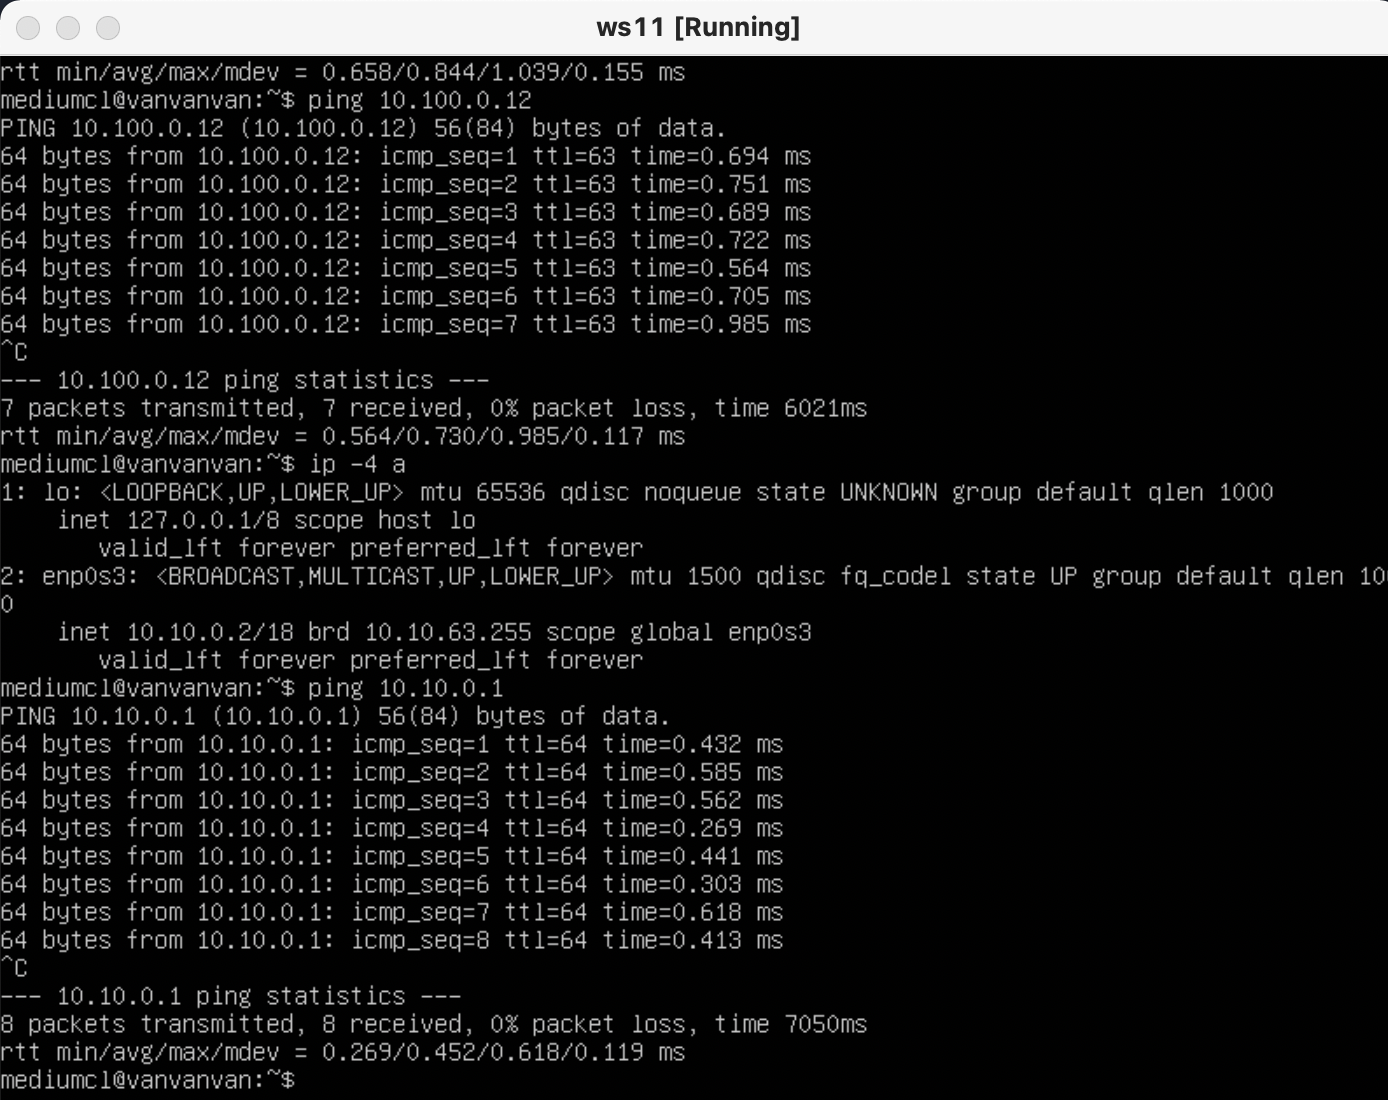 ws11 [Running]
rtt min/avg/max/mdev = 0.658/0.844/1.039/0.155 ms
mediumcl@vanvanvan:~$ ping 10.100.0.12
PING 10.100.0.12 (10.100.0.12) 56(84) bytes of data.
64 bytes from 10.100.0.12: icmp_seq=1 ttl=63 time=0.694 ms
64 bytes from 10.100.0.12: icmp_seq=2 ttl=63 time=0.751 ms
64 bytes from 10.100.0.12: icmp_seq=3 ttl=63 time=0.689 ms
64 bytes from 10.100.0.12: icmp_seq=4 ttl=63 time=0.722 ms
64 bytes from 10.100.0.12: icmp_seq=5 ttl=63 time=0.564 ms
64 bytes from 10.100.0.12: icmp_seq=6 ttl=63 time=0.705 ms
64 bytes from 10.100.0.12: icmp_seq=7 ttl=63 time=0.985 ms
^C
--- 10.100.0.12 ping statistics ---
7 packets transmitted, 7 received, 0% packet loss, time 6021ms
rtt min/avg/max/mdev = 0.564/0.730/0.985/0.117 ms
mediumcl@vanvanvan:~$ ip -4 a
1: lo: <LOOPBACK,UP,LOWER_UP> mtu 65536 qdisc noqueue state UNKNOWN group default qlen 1000
    inet 127.0.0.1/8 scope host lo
       valid_lft forever preferred_lft forever
2: enp0s3: <BROADCAST,MULTICAST,UP,LOWER_UP> mtu 1500 qdisc fq_codel state UP group default qlen 100
0
    inet 10.10.0.2/18 brd 10.10.63.255 scope global enp0s3
       valid_lft forever preferred_lft forever
mediumcl@vanvanvan:~$ ping 10.10.0.1
PING 10.10.0.1 (10.10.0.1) 56(84) bytes of data.
64 bytes from 10.10.0.1: icmp_seq=1 ttl=64 time=0.432 ms
64 bytes from 10.10.0.1: icmp_seq=2 ttl=64 time=0.585 ms
64 bytes from 10.10.0.1: icmp_seq=3 ttl=64 time=0.562 ms
64 bytes from 10.10.0.1: icmp_seq=4 ttl=64 time=0.269 ms
64 bytes from 10.10.0.1: icmp_seq=5 ttl=64 time=0.441 ms
64 bytes from 10.10.0.1: icmp_seq=6 ttl=64 time=0.303 ms
64 bytes from 10.10.0.1: icmp_seq=7 ttl=64 time=0.618 ms
64 bytes from 10.10.0.1: icmp_seq=8 ttl=64 time=0.413 ms
^C
--- 10.10.0.1 ping statistics ---
8 packets transmitted, 8 received, 0% packet loss, time 7050ms
rtt min/avg/max/mdev = 0.269/0.452/0.618/0.119 ms
mediumcl@vanvanvan:~$